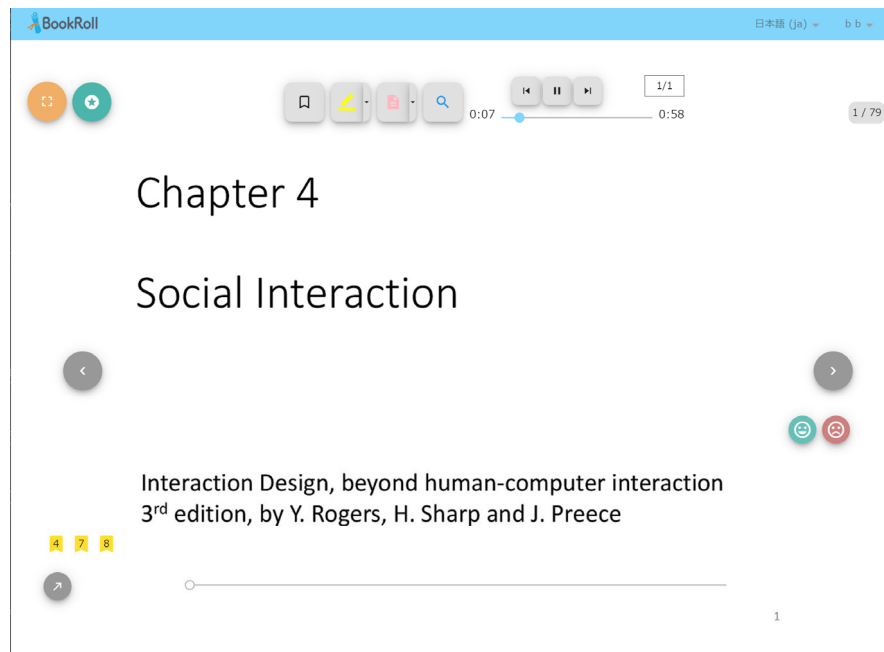 BookRoll
日本語 (ja)
b b
1/1
0:07
0:58
1 / 79
Chapter 4
Social Interaction
Interaction Design, beyond human-computer interaction
3rd edition, by Y. Rogers, H. Sharp and J. Preece
4 7 8
1